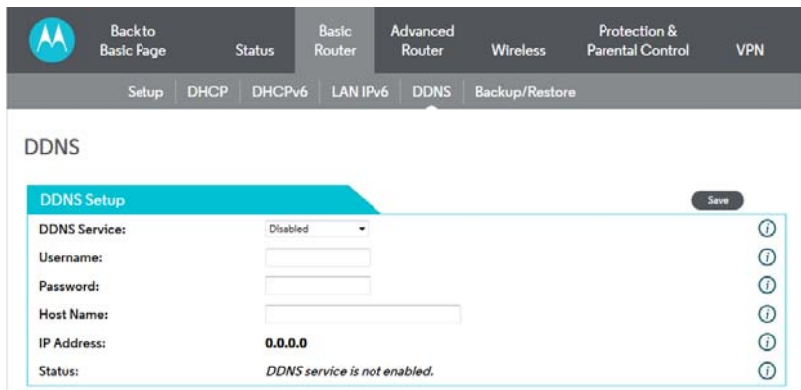 Back to Basic Page
Status
Basic Router
Advanced Router
Wireless
Protection & Parental Control
VPN
Setup
DHCP
DHCPv6
LAN IPv6
DDNS
Backup/Restore
DDNS
DDNS Setup
Save
DDNS Service: Disabled
Username:
Password:
Host Name:
IP Address: 0.0.0.0
Status: DDNS service is not enabled.